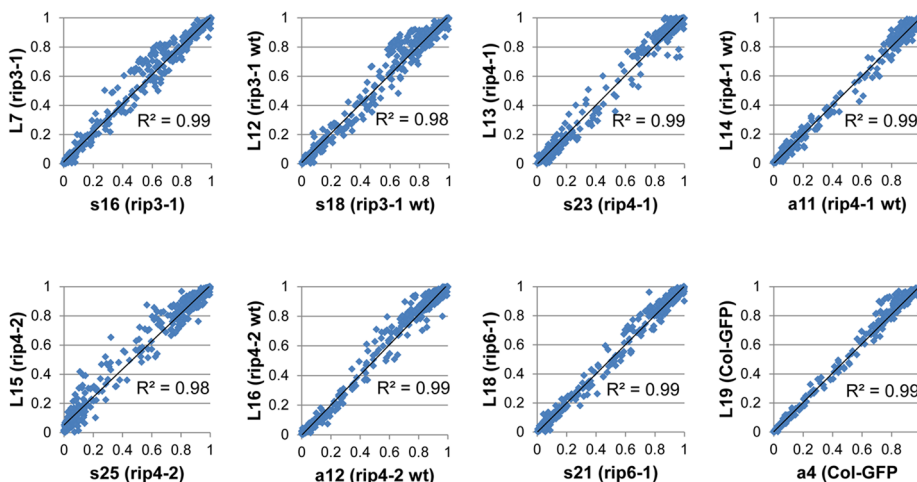 L7 (rip3-1)
1
0.8
0.6
0.4
0.2
0
R² = 0.99
0 0.2 0.4 0.6 0.8 1
s16 (rip3-1)
L12 (rip3-1 wt)
1
0.8
0.6
0.4
0.2
0
R² = 0.98
0 0.2 0.4 0.6 0.8 1
s18 (rip3-1 wt)
L13 (rip4-1)
1
0.8
0.6
0.4
0.2
0
R² = 0.99
0 0.2 0.4 0.6 0.8 1
s23 (rip4-1)
L14 (rip4-1 wt)
1
0.8
0.6
0.4
0.2
0
R² = 0.99
0 0.2 0.4 0.6 0.8 1
a11 (rip4-1 wt)
L15 (rip4-2)
1
0.8
0.6
0.4
0.2
0
R² = 0.98
0 0.2 0.4 0.6 0.8 1
s25 (rip4-2)
L16 (rip4-2 wt)
1
0.8
0.6
0.4
0.2
0
R² = 0.99
0 0.2 0.4 0.6 0.8 1
a12 (rip4-2 wt)
L18 (rip6-1)
1
0.8
0.6
0.4
0.2
0
R² = 0.99
0 0.2 0.4 0.6 0.8 1
s21 (rip6-1)
L19 (Col-GFP)
1
0.8
0.6
0.4
0.2
0
R² = 0.99
0 0.2 0.4 0.6 0.8 1
a4 (Col-GFP